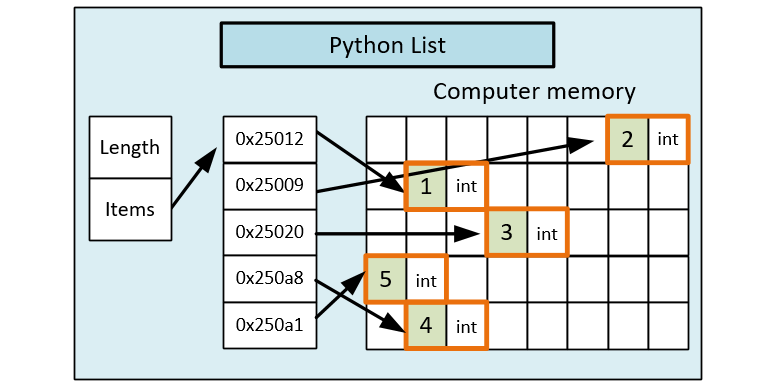 Python List
Computer memory
Length
Items
0x25012
0x25009
0x25020
0x250a8
0x250a1
2 int
1 int
3 int
5 int
4 int